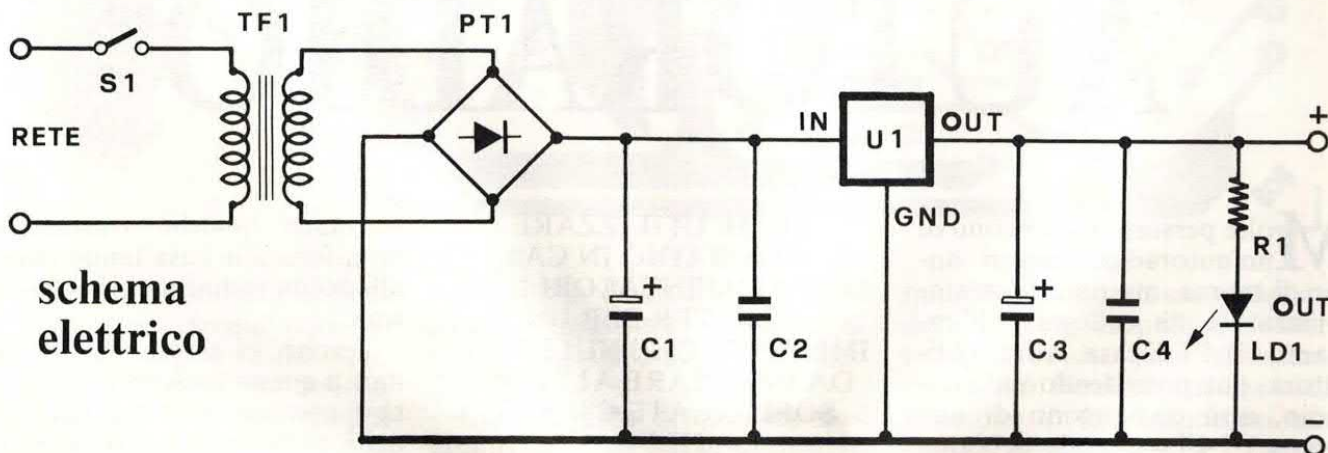 TF1
PT1
S1
RETE
IN
U1
OUT
GND
+
-
+
C1
C2
+
C3
C4
R1
OUT
LD1
schema
elettrico